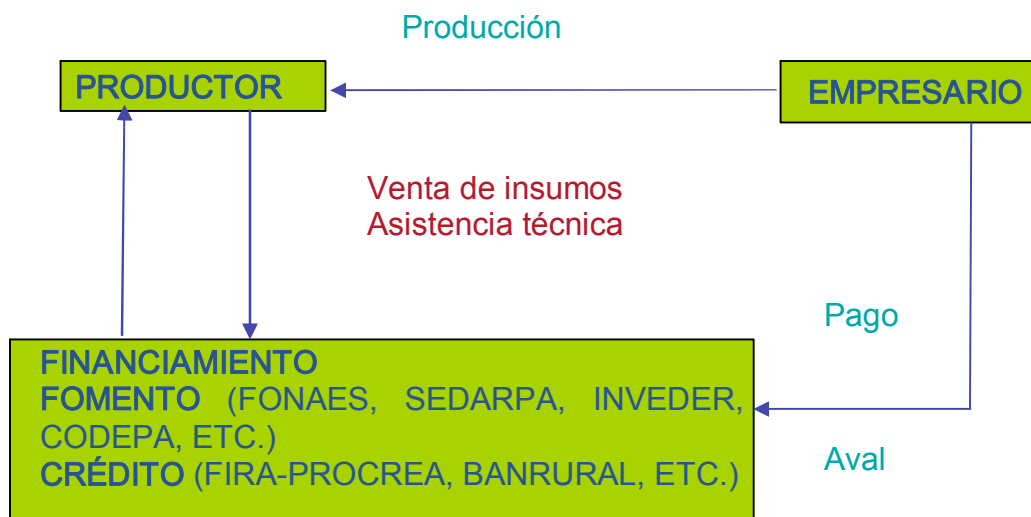 Producción
PRODUCTOR
EMPRESARIO
Venta de insumos
Asistencia técnica
Pago
FINANCIAMIENTO
FOMENTO (FONAES, SEDARPA, INVEDER,
CODEPA, ETC.)
CRÉDITO (FIRA-PROCREA, BANRURAL, ETC.)
Aval